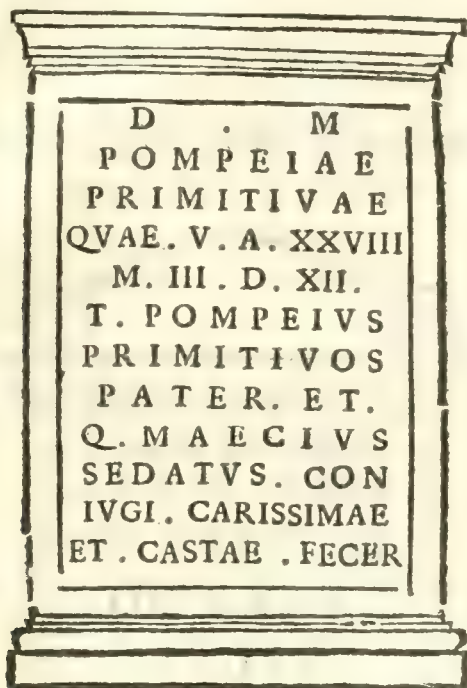 D . M
POMPEIAE
PRIMITIVAE
QVAE. V. A. XXVIII
M. III. D. XII.
T. POMPEIVS
PRIMITIVOS
PATER. ET.
Q. MAECIVS
SEDATVS. CON
IVGI. CARISSIMAE
ET. CASTAE. FECER